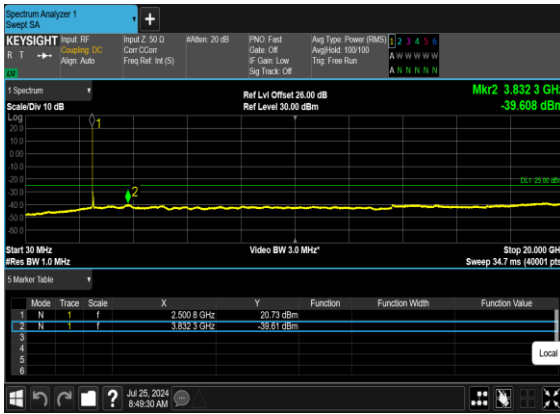 Spectrum Analyzer 1
Swept SA
+
KEYSIGHT Input: RF Input Z: 50 Ω #Atten: 20 dB PNO: Fast Avg Type: Power (RMS) 1 2 3 4 5 6
R T Coupling: DC Corr CCorr Gate: Off Avg|Hold: 100/100 A W W W W W
Align: Auto Freq Ref: Int (S) IF Gain: Low Trig: Free Run
LXI Sig Track: Off A N N N N N
1 Spectrum Ref Lvl Offset 26.00 dB Mkr2 3.832 3 GHz
Scale/Div 10 dB Ref Level 30.00 dBm -39.608 dBm
Log
20.0
10.0
0.00
-10.0
-20.0
-30.0
-40.0
-50.0
-60.0
1
2
DL1 -25.00 dBm
Start 30 MHz Video BW 3.0 MHz* Stop 20.000 GHz
#Res BW 1.0 MHz Sweep 34.7 ms (40001 pts)
5 Marker Table
Mode Trace Scale X Y Function Function Width Function Value
1 N 1 f 2.500 8 GHz 20.73 dBm
2 N 1 f 3.832 3 GHz -39.61 dBm
3
4
5
6
Local
? Jul 25, 2024
8:49:30 AM